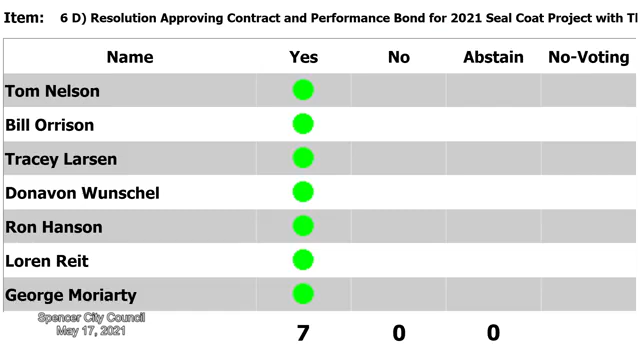 Item: 6 D) Resolution Approving Contract and Performance Bond for 2021 Seal Coat Project with
Name Yes No Abstain No-Voting
Tom Nelson
Bill Orrison
Tracey Larsen
Donavon Wunschel
Ron Hanson
Loren Reit
George Moriarty
Spencer City Council
May 17, 2021
7 0 0